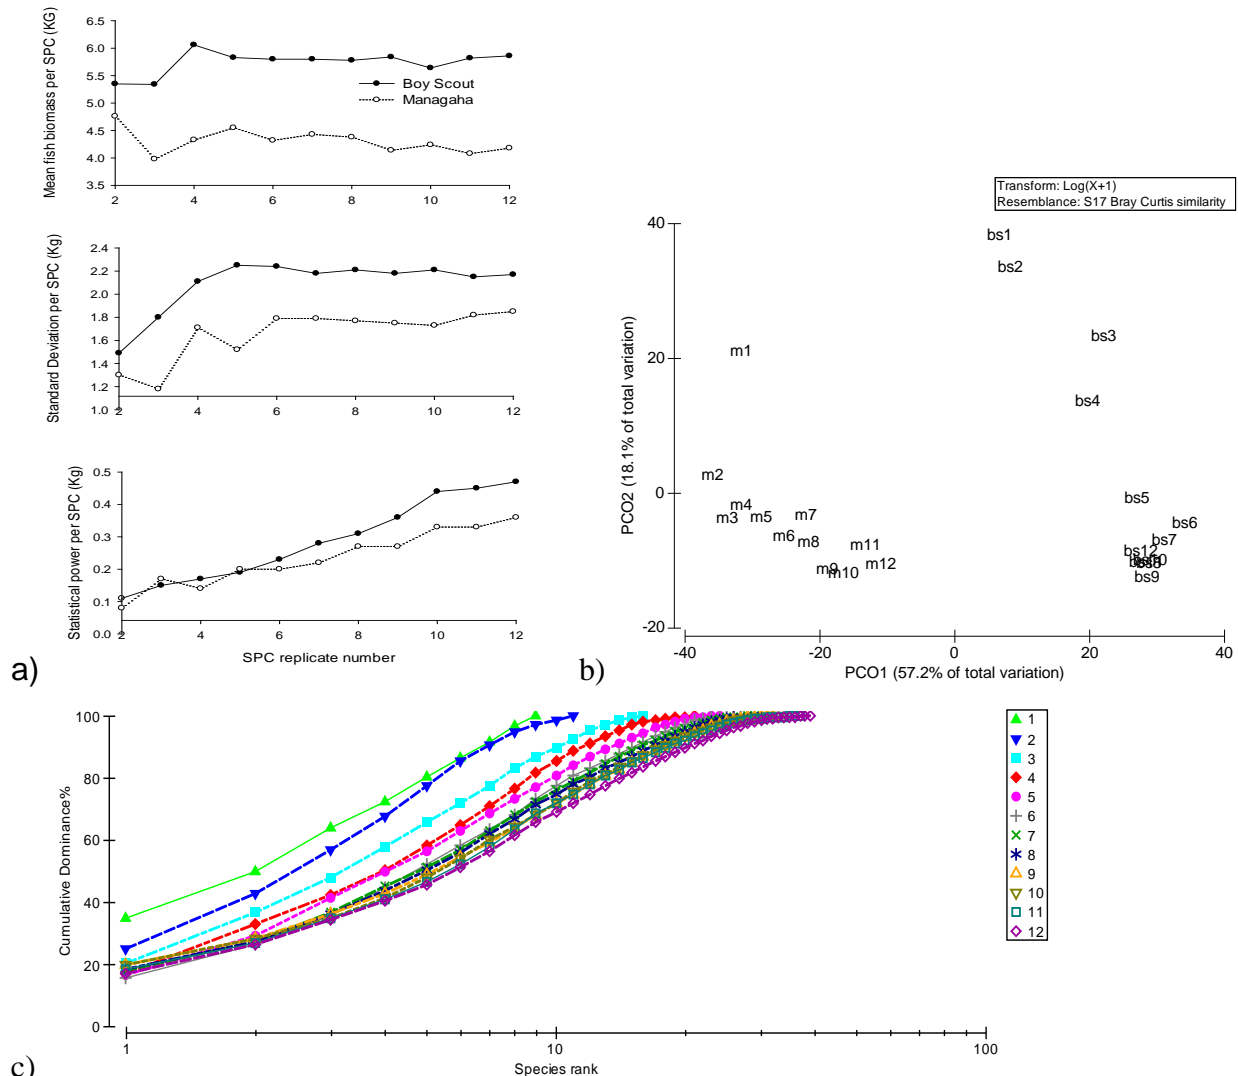 Mean fish biomass per SPC (KG)
6.5
6.0
5.5
5.0
4.5
4.0
3.5
2 4 6 8 10 12
Boy Scout
Managaha
Standard Deviation per SPC (Kg)
2.4
2.2
2.0
1.8
1.6
1.4
1.2
1.0
2 4 6 8 10 12
Statistical power per SPC (Kg)
0.5
0.4
0.3
0.2
0.1
0.0
2 4 6 8 10 12
SPC replicate number
a)
Transform: Log(X+1)
Resemblance: S17 Bray Curtis similarity
PCO2 (18.1% of total variation)
40
20
0
-20
bs1
bs2
bs3
bs4
bs5
bs6
bs7
bs12
bs9
m1
m2
m4
m3
m5
m7
m6
m8
m11
m12
m9
m10
-40 -20 0 20 40
PCO1 (57.2% of total variation)
b)
Cumulative Dominance%
100
80
60
40
20
0
1 10 100
Species rank
1
2
3
4
5
6
7
8
9
10
11
12
c)